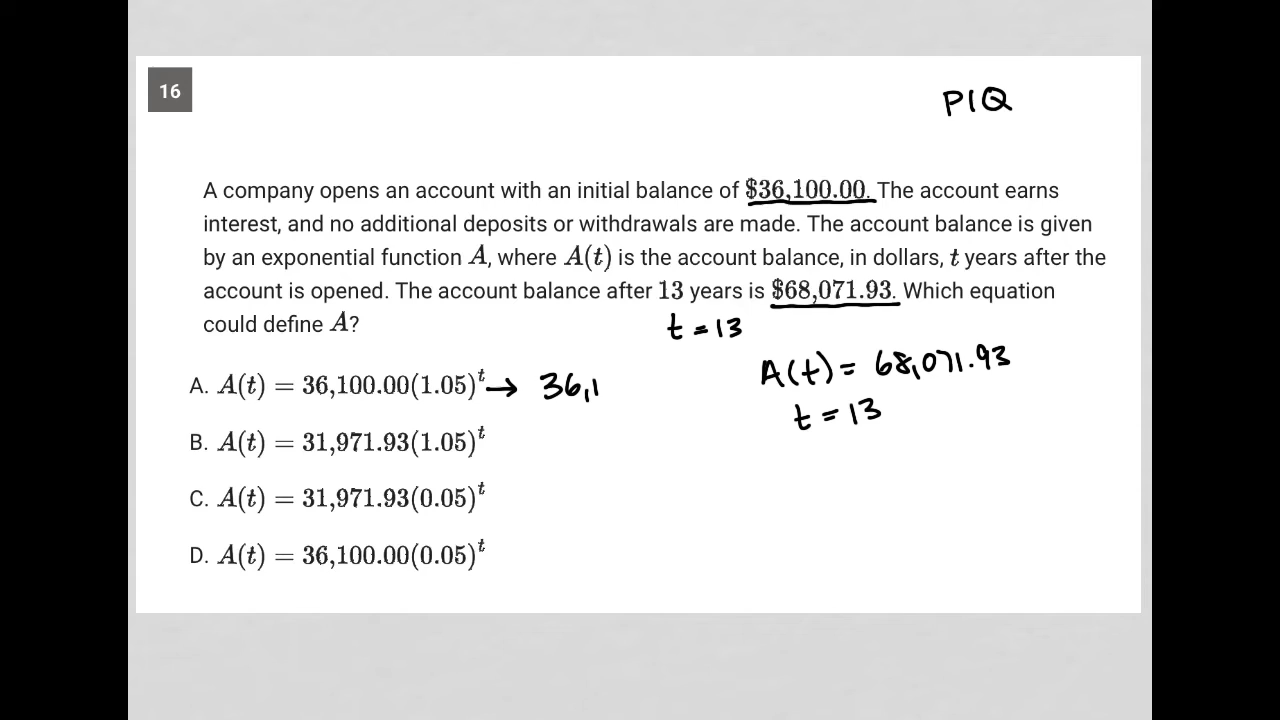 16
PIQ
A company opens an account with an initial balance of $36,100.00. The account earns
interest, and no additional deposits or withdrawals are made. The account balance is given
by an exponential function A, where A(t) is the account balance, in dollars, t years after the
account is opened. The account balance after 13 years is $68,071.93. Which equation
could define A?
t = 13
A(t) = 68,071.93
t = 13
A. A(t) = 36,100.00(1.05)^t → 36,1
B. A(t) = 31,971.93(1.05)^t
C. A(t) = 31,971.93(0.05)^t
D. A(t) = 36,100.00(0.05)^t